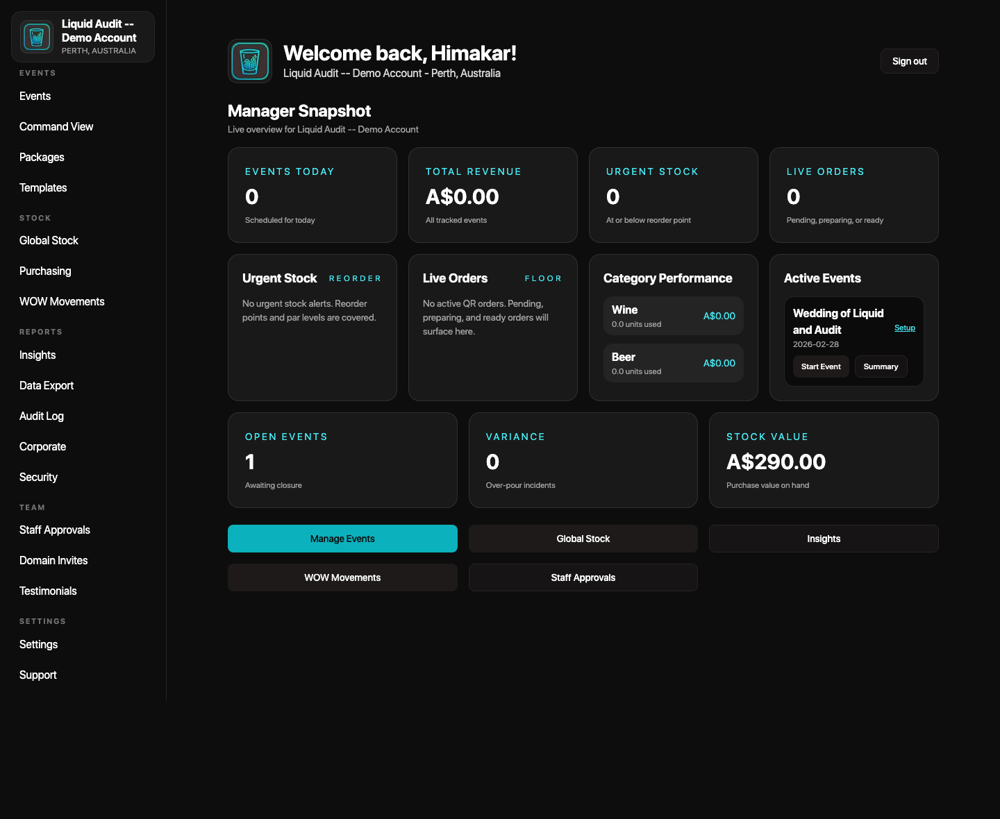 Liquid Audit --
Demo Account
PERTH, AUSTRALIA
EVENTS
Events
Command View
Packages
Templates
STOCK
Global Stock
Purchasing
WOW Movements
REPORTS
Insights
Data Export
Audit Log
Corporate
Security
TEAM
Staff Approvals
Domain Invites
Testimonials
SETTINGS
Settings
Support
Welcome back, Himakar!
Liquid Audit -- Demo Account - Perth, Australia
Sign out
Manager Snapshot
Live overview for Liquid Audit -- Demo Account
EVENTS TODAY
0
Scheduled for today
TOTAL REVENUE
A$0.00
All tracked events
URGENT STOCK
0
At or below reorder point
LIVE ORDERS
0
Pending, preparing, or ready
Urgent Stock REORDER
No urgent stock alerts. Reorder
points and par levels are covered.
Live Orders FLOOR
No active QR orders. Pending,
preparing, and ready orders will
surface here.
Category Performance
Wine
0.0 units used
A$0.00
Beer
0.0 units used
A$0.00
Active Events
Wedding of Liquid
and Audit
2026-02-28
Setup
Start Event
Summary
OPEN EVENTS
1
Awaiting closure
VARIANCE
0
Over-pour incidents
STOCK VALUE
A$290.00
Purchase value on hand
Manage Events
Global Stock
Insights
WOW Movements
Staff Approvals